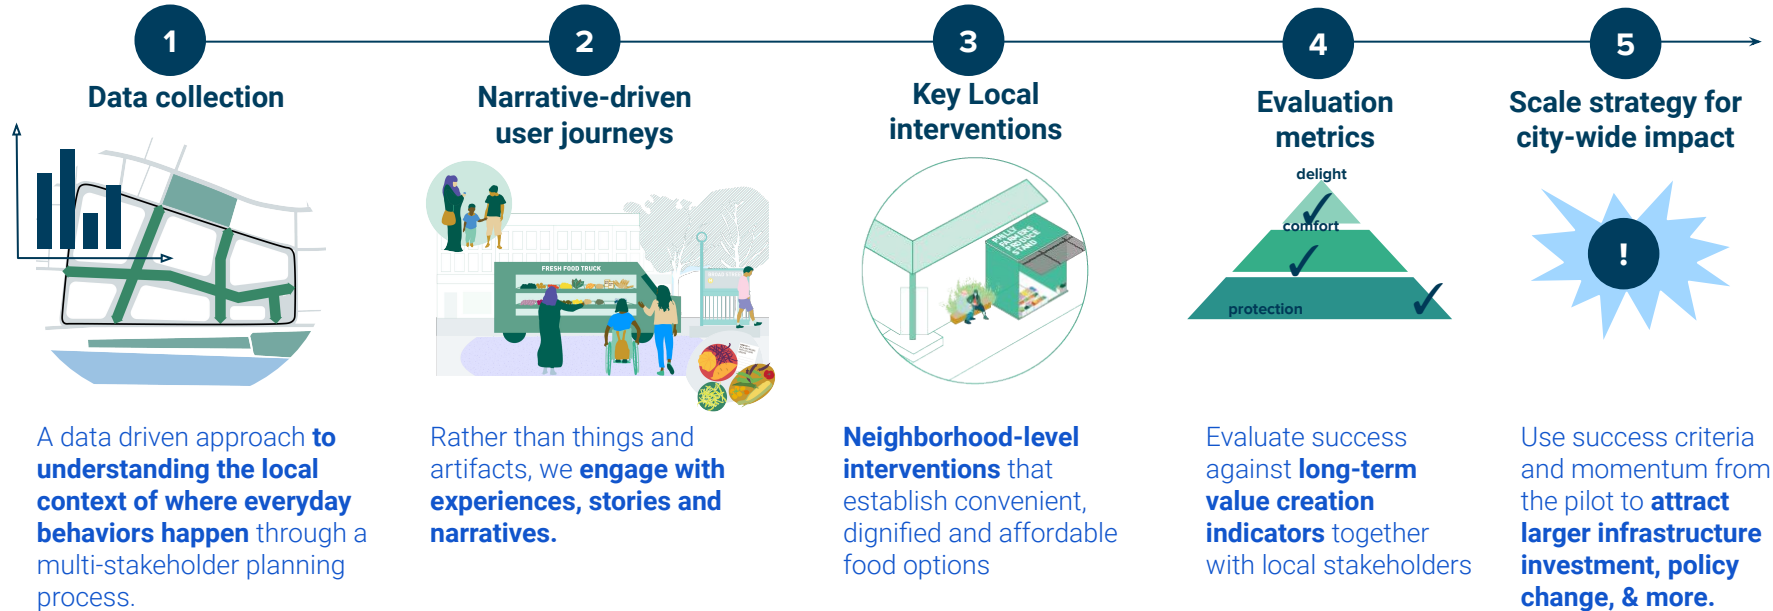 1
Data collection
A data driven approach to
understanding the local
context of where everyday
behaviors happen through a
multi-stakeholder planning
process.
2
Narrative-driven
user journeys
FRESH FOOD TRUCK
Rather than things and
artifacts, we engage with
experiences, stories and
narratives.
3
Key Local
interventions
PHILLY
FARMERS
PRODUCE
STAND
Neighborhood-level
interventions that
establish convenient,
dignified and affordable
food options
4
Evaluation
metrics
delight
comfort
protection
Evaluate success
against long-term
value creation
indicators together
with local stakeholders
5
Scale strategy for
city-wide impact
!
Use success criteria
and momentum from
the pilot to attract
larger infrastructure
investment, policy
change, & more.